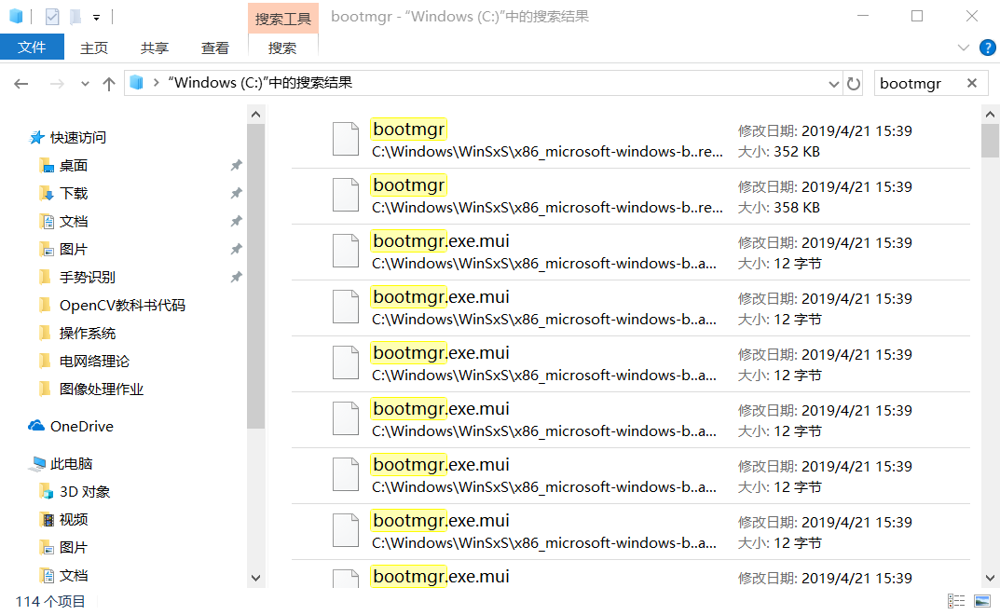 搜索工具
bootmgr - “Windows (C:)”中的搜索结果
文件
主页
共享
查看
搜索
“Windows (C:)”中的搜索结果
bootmgr
快速访问
桌面
下载
文档
图片
手势识别
OpenCV教科书代码
操作系统
电网络理论
图像处理作业
OneDrive
此电脑
3D 对象
视频
图片
文档
bootmgr
修改日期: 2019/4/21 15:39
C:\Windows\WinSxS\x86_microsoft-windows-b..re...
大小: 352 KB
bootmgr
修改日期: 2019/4/21 15:39
C:\Windows\WinSxS\x86_microsoft-windows-b..re...
大小: 358 KB
bootmgr.exe.mui
修改日期: 2019/4/21 15:39
C:\Windows\WinSxS\x86_microsoft-windows-b..a...
大小: 12 字节
bootmgr.exe.mui
修改日期: 2019/4/21 15:39
C:\Windows\WinSxS\x86_microsoft-windows-b..a...
大小: 12 字节
bootmgr.exe.mui
修改日期: 2019/4/21 15:39
C:\Windows\WinSxS\x86_microsoft-windows-b..a...
大小: 12 字节
bootmgr.exe.mui
修改日期: 2019/4/21 15:39
C:\Windows\WinSxS\x86_microsoft-windows-b..a...
大小: 12 字节
bootmgr.exe.mui
修改日期: 2019/4/21 15:39
C:\Windows\WinSxS\x86_microsoft-windows-b..a...
大小: 12 字节
bootmgr.exe.mui
修改日期: 2019/4/21 15:39
C:\Windows\WinSxS\x86_microsoft-windows-b..a...
大小: 12 字节
bootmgr.exe.mui
修改日期: 2019/4/21 15:39
114 个项目